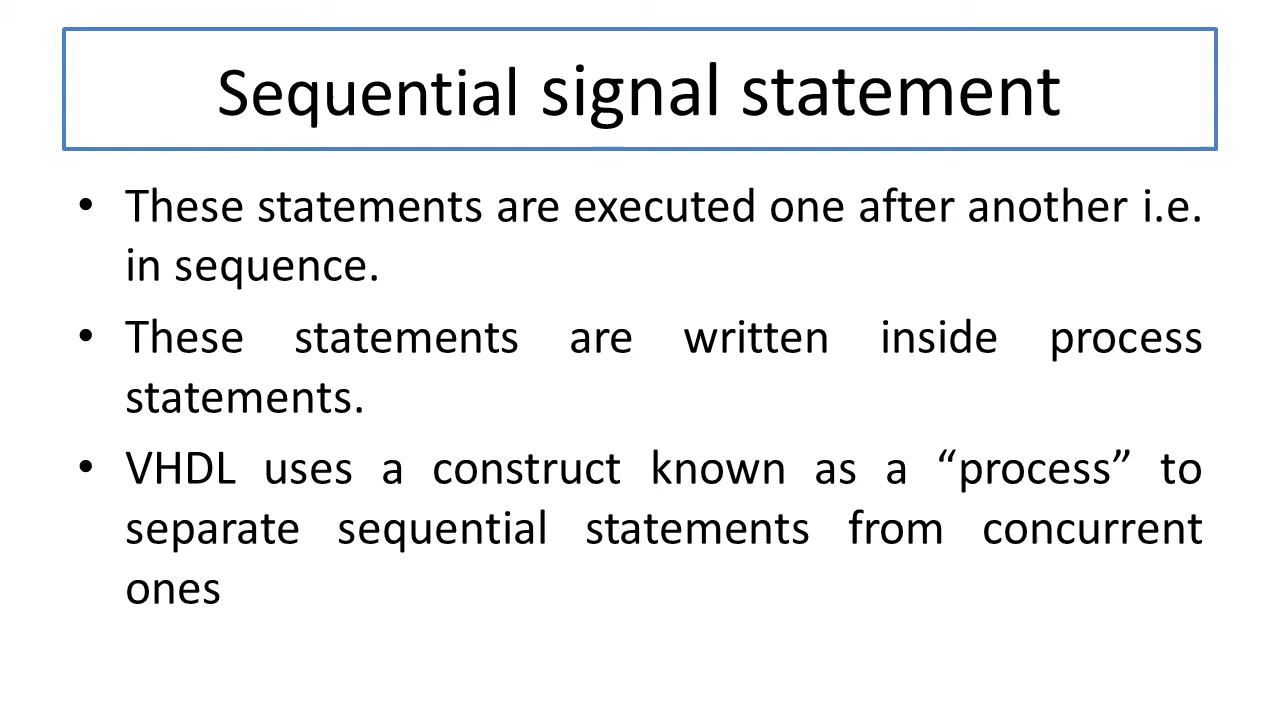 Sequential signal statement
• These statements are executed one after another i.e.
in sequence.
• These statements are written inside process
statements.
• VHDL uses a construct known as a “process” to
separate sequential statements from concurrent
ones